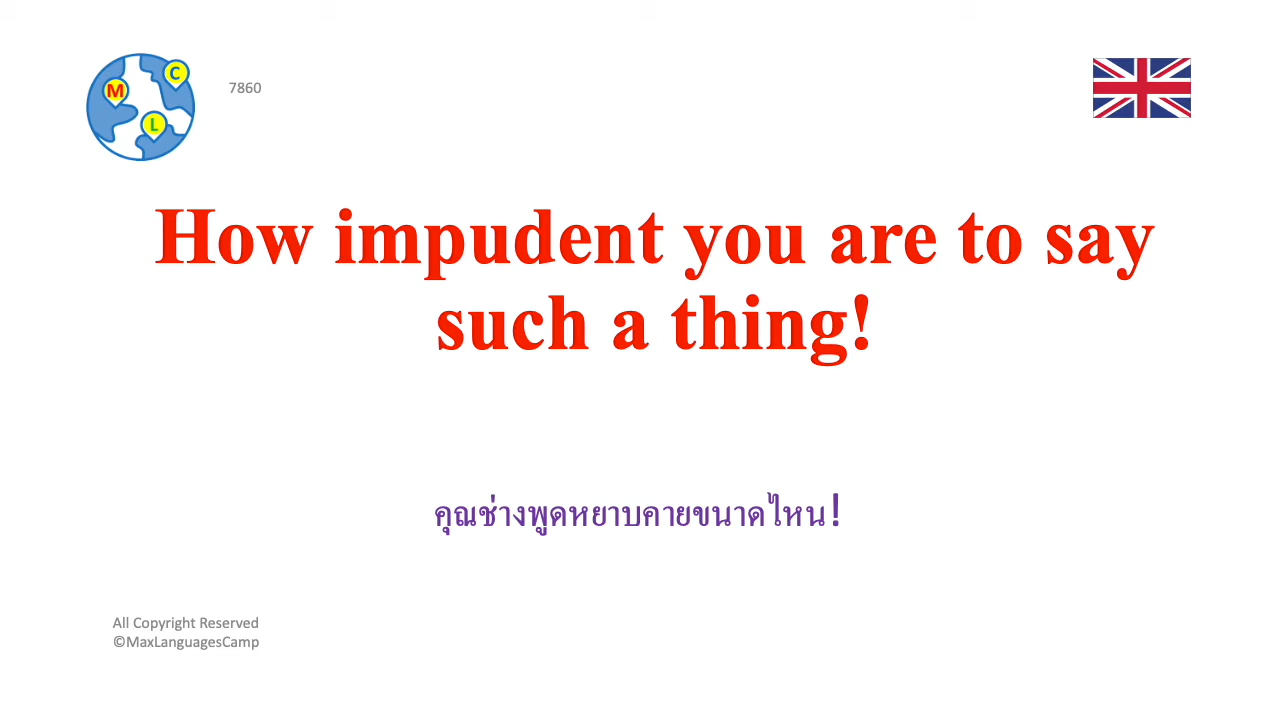 7860
M
C
L
How impudent you are to say
such a thing!
คุณช่างพูดหยาบคายขนาดไหน!
All Copyright Reserved
©MaxLanguagesCamp